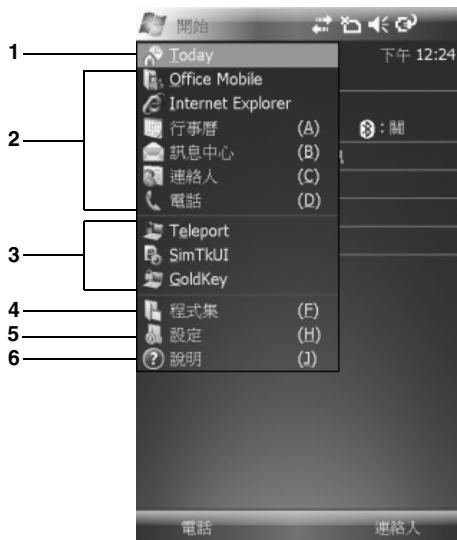 開始
1 Today 下午 12:24
2
Office Mobile
Internet Explorer
行事曆 (A) : 關
訊息中心 (B)
連絡人 (C)
電話 (D)
3
Teleport
SimTkUI
GoldKey
4 程式集 (F)
5 設定 (H)
6 說明 (J)
電話 連絡人